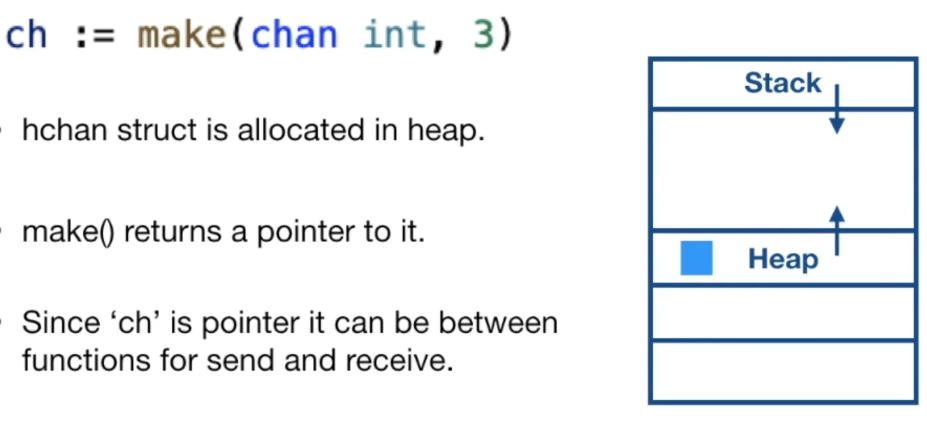 ch := make(chan int, 3)
hchan struct is allocated in heap.
make() returns a pointer to it.
Since ‘ch’ is pointer it can be between
functions for send and receive.
Stack
Heap